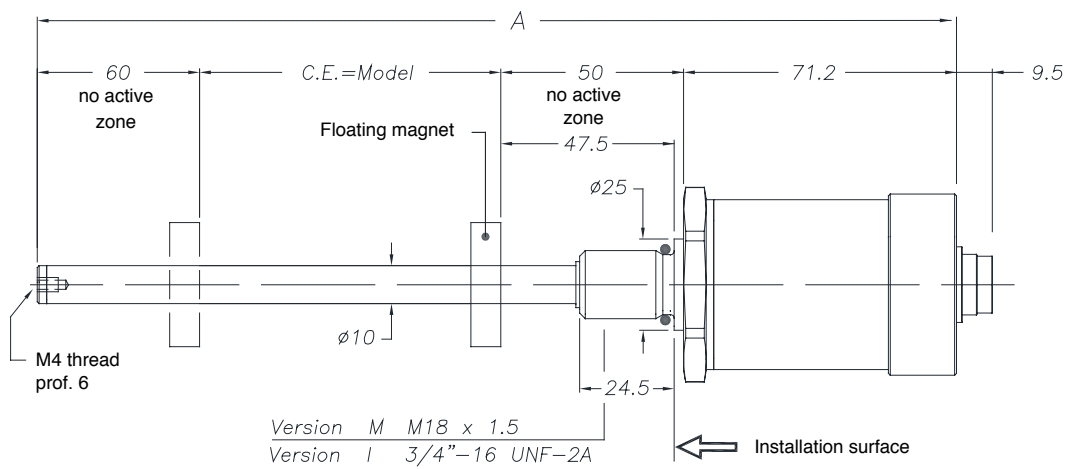 A
60
C.E.=Model
50
71.2
9.5
no active
zone
no active
zone
Floating magnet
47.5
ø25
ø10
M4 thread
prof. 6
24.5
Version M M18 x 1.5
Version I 3/4"-16 UNF-2A
Installation surface